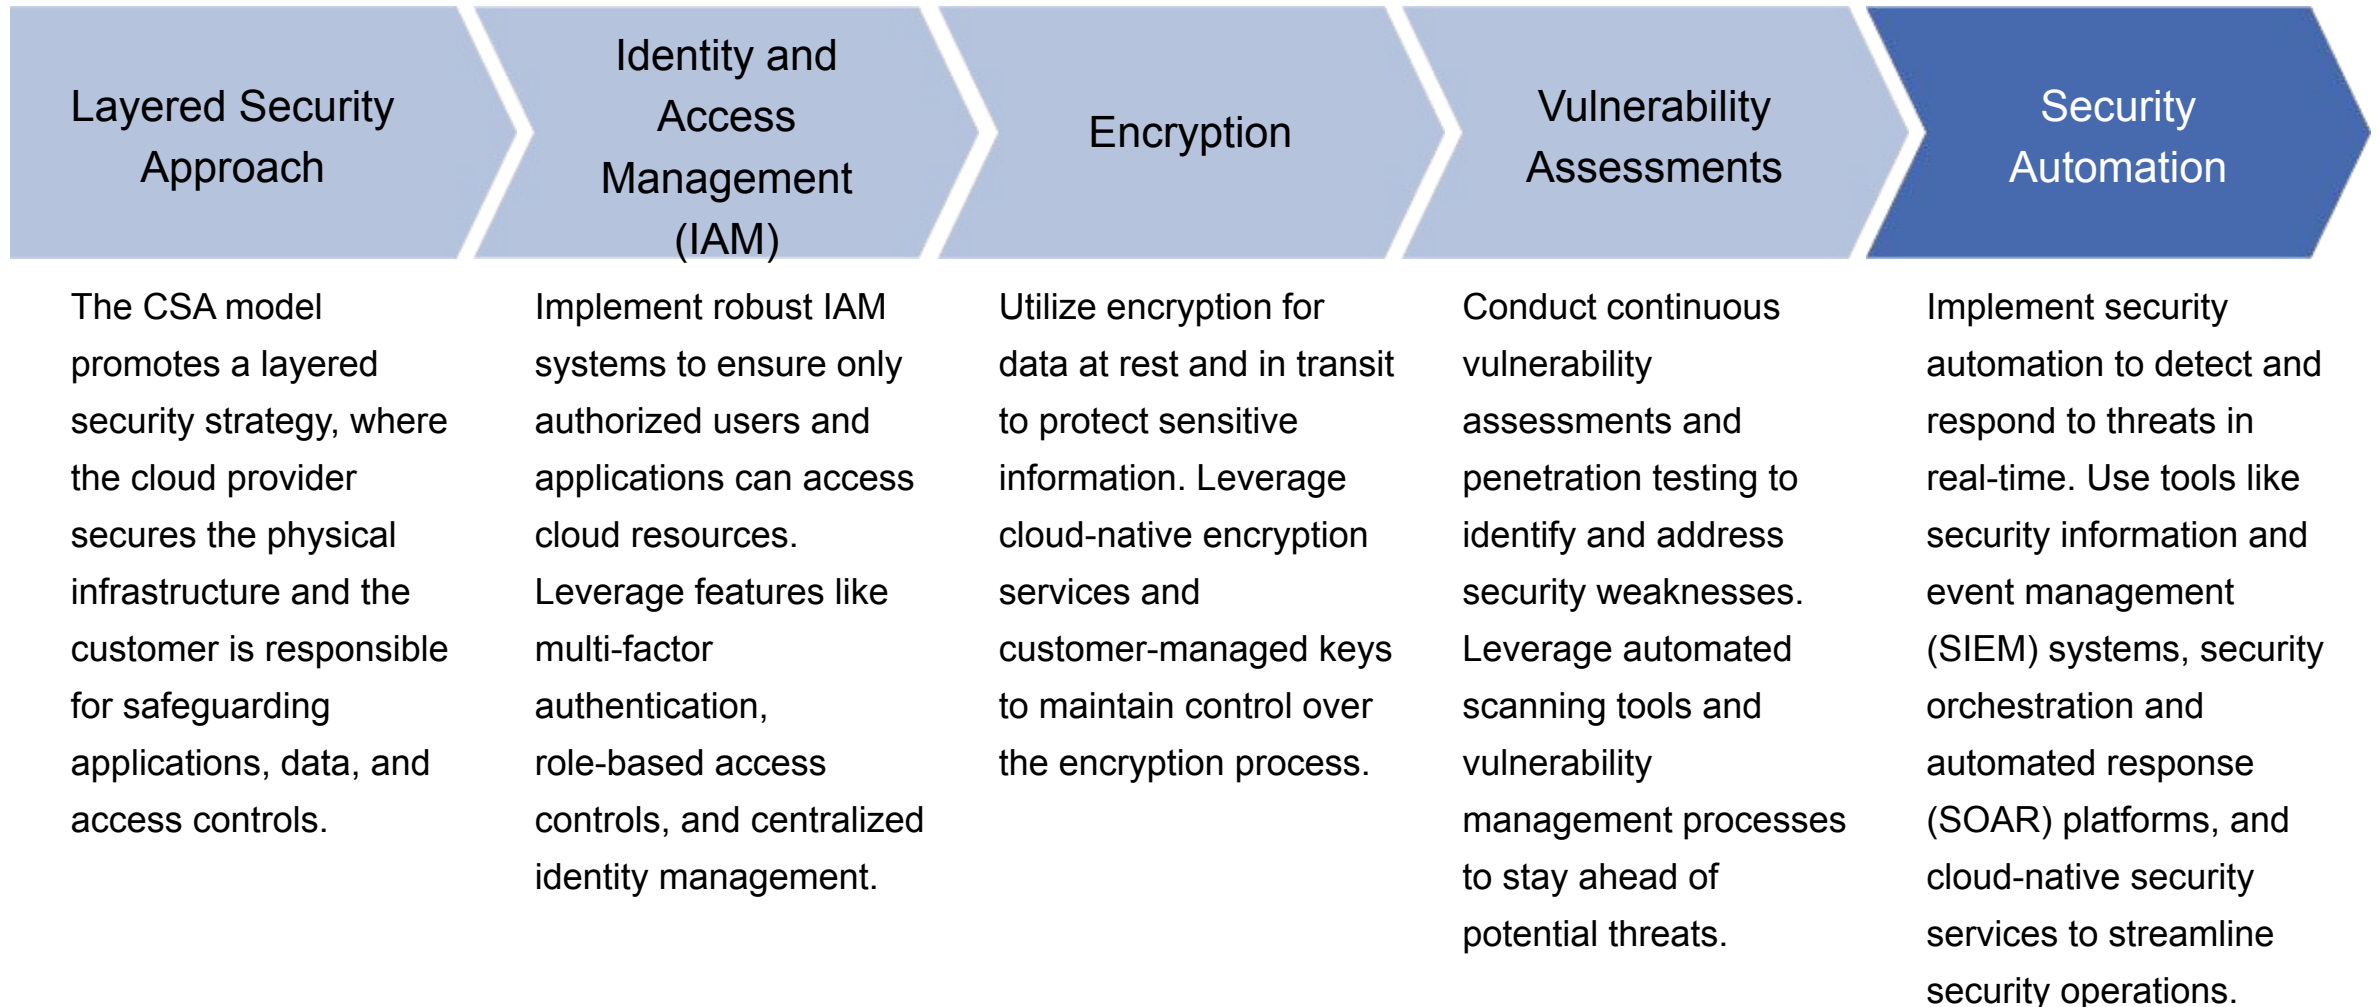 Layered Security
Approach
Identity and
Access
Management
(IAM)
Encryption
Vulnerability
Assessments
Security
Automation
The CSA model
promotes a layered
security strategy, where
the cloud provider
secures the physical
infrastructure and the
customer is responsible
for safeguarding
applications, data, and
access controls.
Implement robust IAM
systems to ensure only
authorized users and
applications can access
cloud resources.
Leverage features like
multi-factor
authentication,
role-based access
controls, and centralized
identity management.
Utilize encryption for
data at rest and in transit
to protect sensitive
information. Leverage
cloud-native encryption
services and
customer-managed keys
to maintain control over
the encryption process.
Conduct continuous
vulnerability
assessments and
penetration testing to
identify and address
security weaknesses.
Leverage automated
scanning tools and
vulnerability
management processes
to stay ahead of
potential threats.
Implement security
automation to detect and
respond to threats in
real-time. Use tools like
security information and
event management
(SIEM) systems, security
orchestration and
automated response
(SOAR) platforms, and
cloud-native security
services to streamline
security operations.